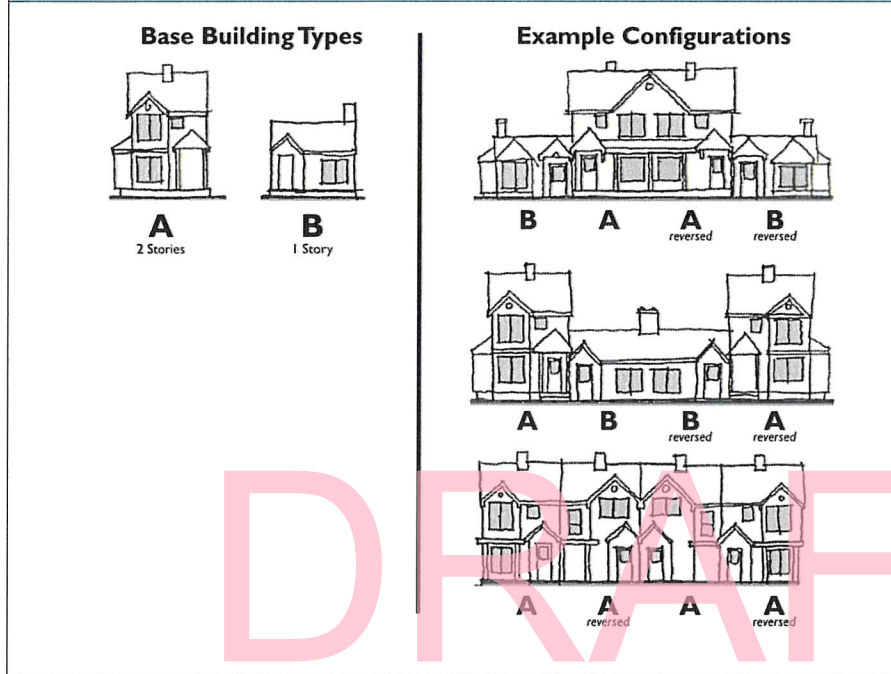 Base Building Types
Example Configurations
A
2 Stories
B
1 Story
B
A
A
reversed
B
reversed
A
B
B
reversed
A
reversed
A
A
reversed
A
A
reversed
DRAF